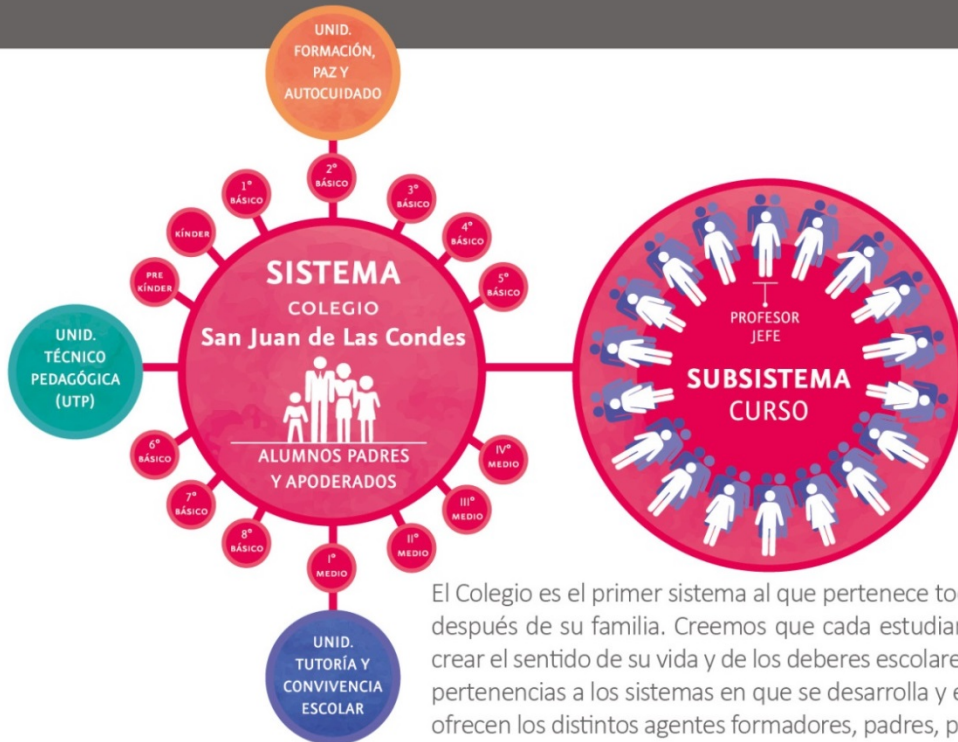 UNID.
FORMACIÓN,
PAZ Y
AUTOCUIDADO
PRE
KÍNDER
KÍNDER
1°
BÁSICO
2°
BÁSICO
3°
BÁSICO
4°
BÁSICO
5°
BÁSICO
SISTEMA
COLEGIO
San Juan de Las Condes
ALUMNOS PADRES
Y APODERADOS
UNID.
TÉCNICO
PEDAGÓGICA
(UTP)
6°
BÁSICO
7°
BÁSICO
8°
BÁSICO
I°
MEDIO
II°
MEDIO
III°
MEDIO
IV°
MEDIO
UNID.
TUTORÍA Y
CONVIVENCIA
ESCOLAR
PROFESOR
JEFE
SUBSISTEMA
CURSO
El Colegio es el primer sistema al que pertenece
después de su familia. Creemos que cada
crear el sentido de su vida y de los deberes
pertenencias a los sistemas en que se desarrolla y
ofrecen los distintos agentes formadores, padres,